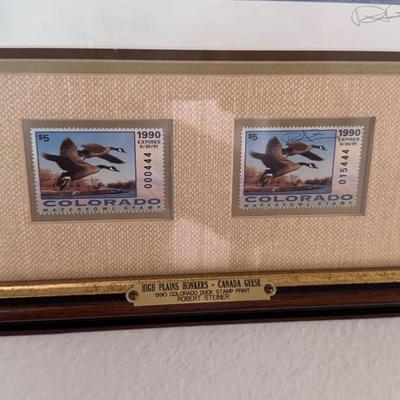 $5
1990
EXPIRES
6/30/91
000444
COLORADO
WATERFOWL STAMP
$5
1990
EXPIRES
6/30/91
015444
COLORADO
WATERFOWL STAMP
HIGH PLAINS HONKERS - CANADA GEESE
1990 COLORADO DUCK STAMP PRINT
ROBERT STEINER